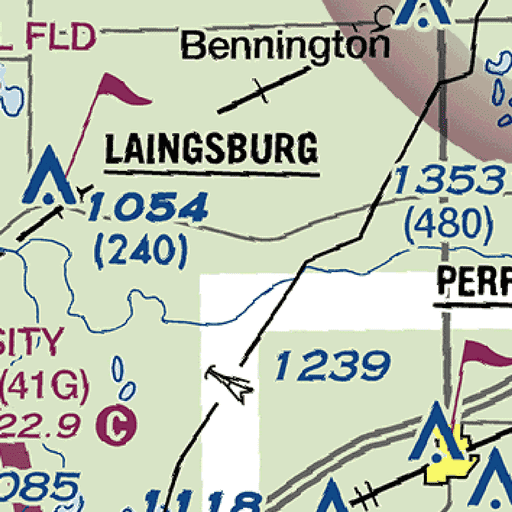 L FLD
Bennington
LAINGSBURG
1054
(240)
1353
(480)
PERR
SITY
(41G)
22.9 C
1239
085
1118